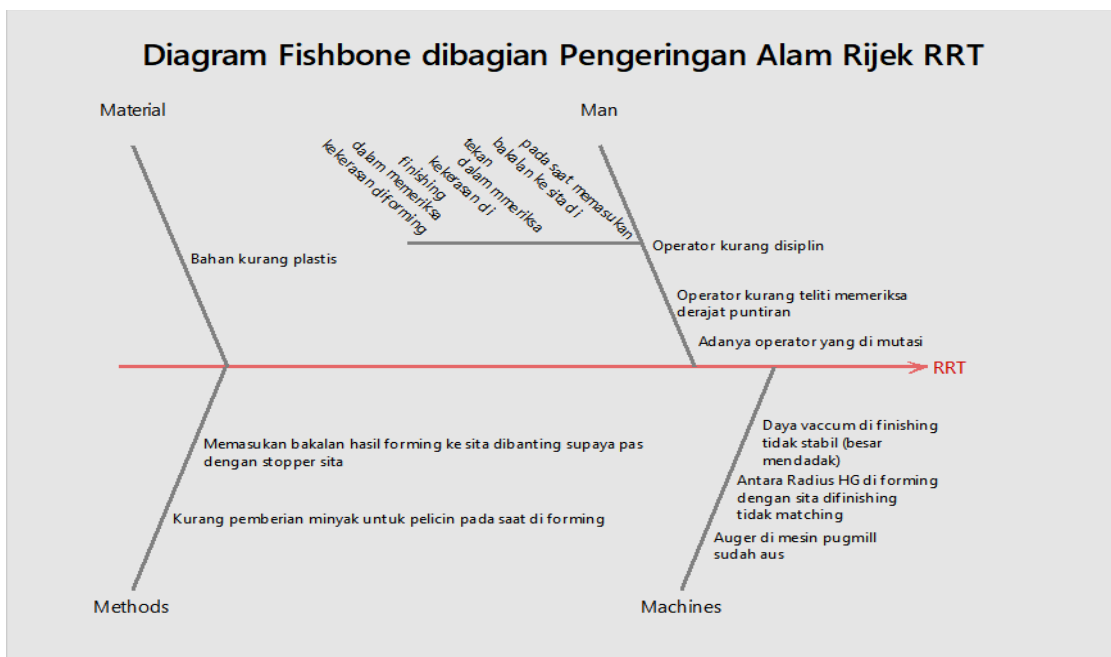 Diagram Fishbone dibagian Pengeringan Alam Rijek RRT
Material
Man
kekerasan diforming
dalam memeriksa
finishing
kekerasan di
dalam mmeriksa
tekan
bakalan ke sita di
pada saat memasukan
Operator kurang disiplin
Bahan kurang plastis
Operator kurang teliti memeriksa
derajat puntiran
Adanya operator yang di mutasi
RRT
Memasukan bakalan hasil forming ke sita dibanting supaya pas
dengan stopper sita
Kurang pemberian minyak untuk pelicin pada saat di forming
Daya vaccum di finishing
tidak stabil (besar
mendadak)
Antara Radius HG di forming
dengan sita difinishing
tidak matching
Auger di mesin pugmill
sudah aus
Methods
Machines